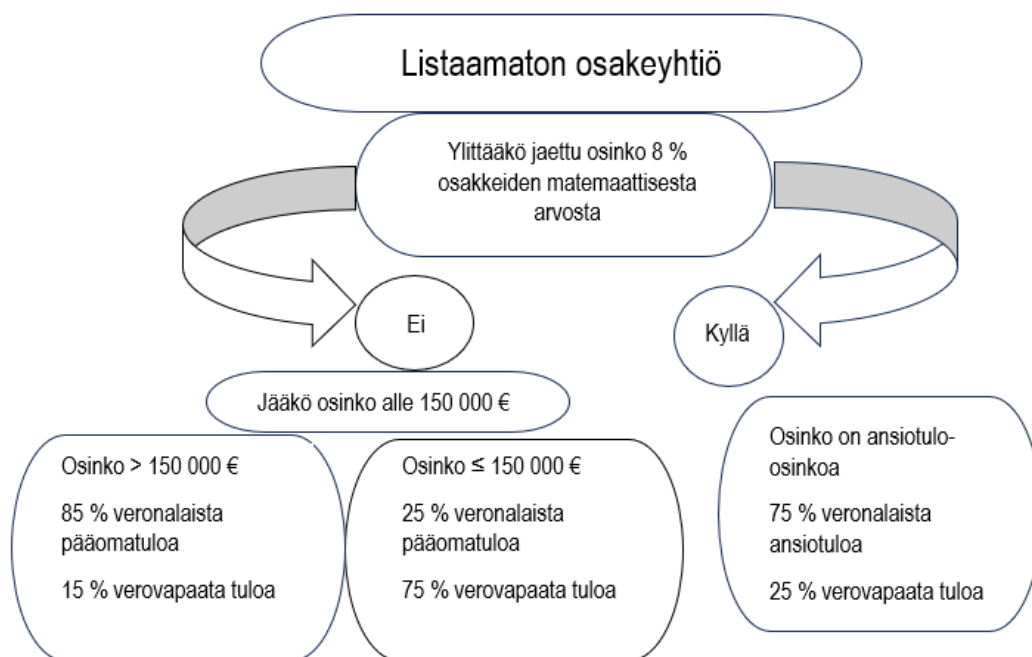 Listaamaton osakeyhtiö
Ylittääkö jaettu osinko 8 %
osakkeiden matemaattisesta
arvosta
Ei
Kyllä
Jääkö osinko alle 150 000 €
Osinko > 150 000 €
85 % veronalaista
pääomatuloa
15 % verovapaata tuloa
Osinko ≤ 150 000 €
25 % veronalaista
pääomatuloa
75 % verovapaata tuloa
Osinko on ansiotulo-
osinkoa
75 % veronalaista
ansiotuloa
25 % verovapaata tuloa